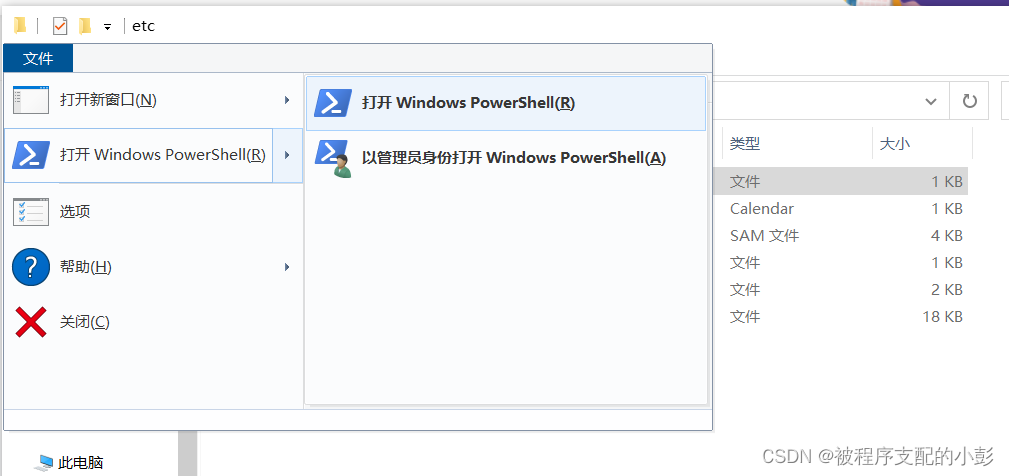 etc
文件
打开新窗口(N)
打开 Windows PowerShell(R)
选项
帮助(H)
关闭(C)
打开 Windows PowerShell(R)
以管理员身份打开 Windows PowerShell(A)
类型 大小
文件 1 KB
Calendar 1 KB
SAM 文件 4 KB
文件 1 KB
文件 2 KB
文件 18 KB
此电脑
CSDN @被程序支配的小彭